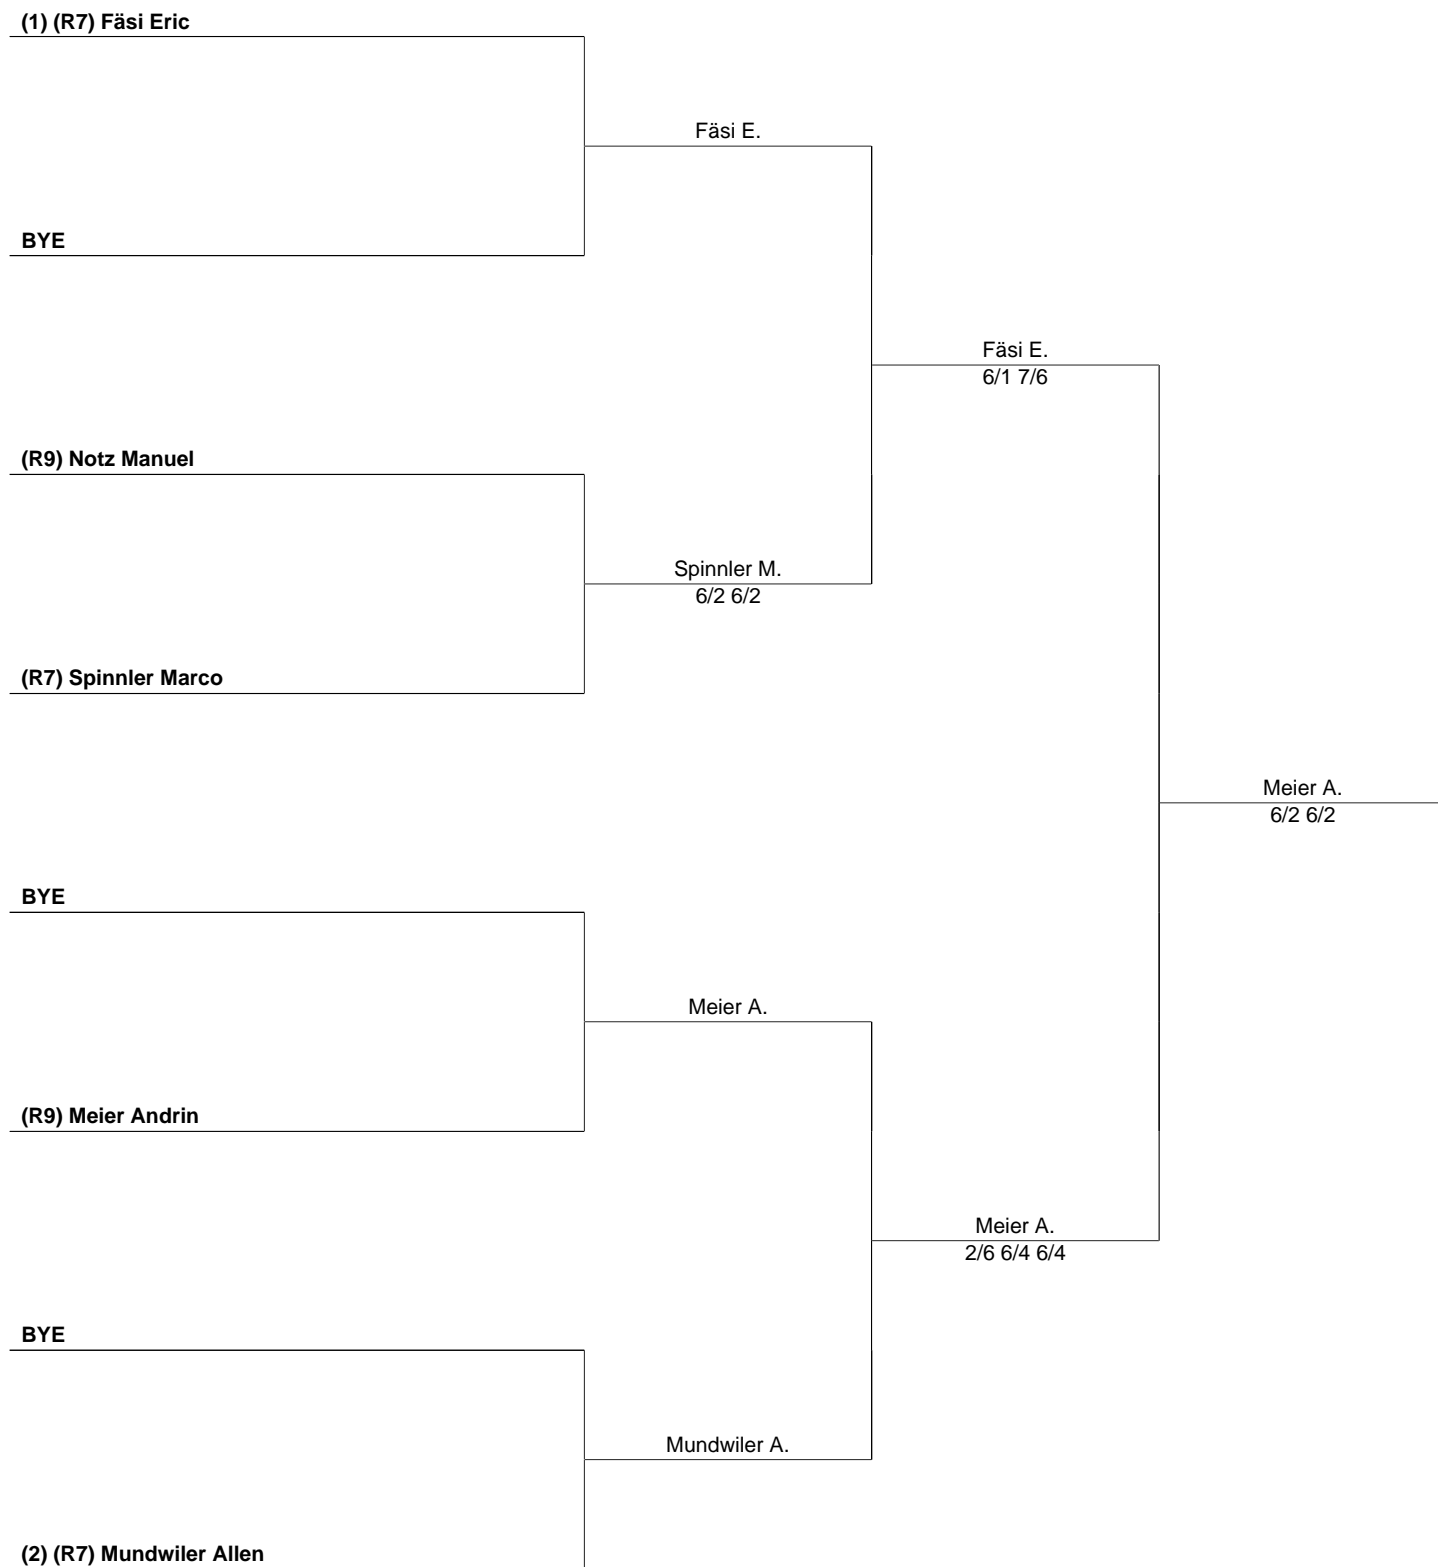 (1) (R7) Fäsi Eric
Fäsi E.
BYE
Fäsi E.
6/1 7/6
(R9) Notz Manuel
Spinnler M.
6/2 6/2
(R7) Spinnler Marco
Meier A.
6/2 6/2
BYE
Meier A.
(R9) Meier Andrin
Meier A.
2/6 6/4 6/4
BYE
Mundwiler A.
(2) (R7) Mundwiler Allen